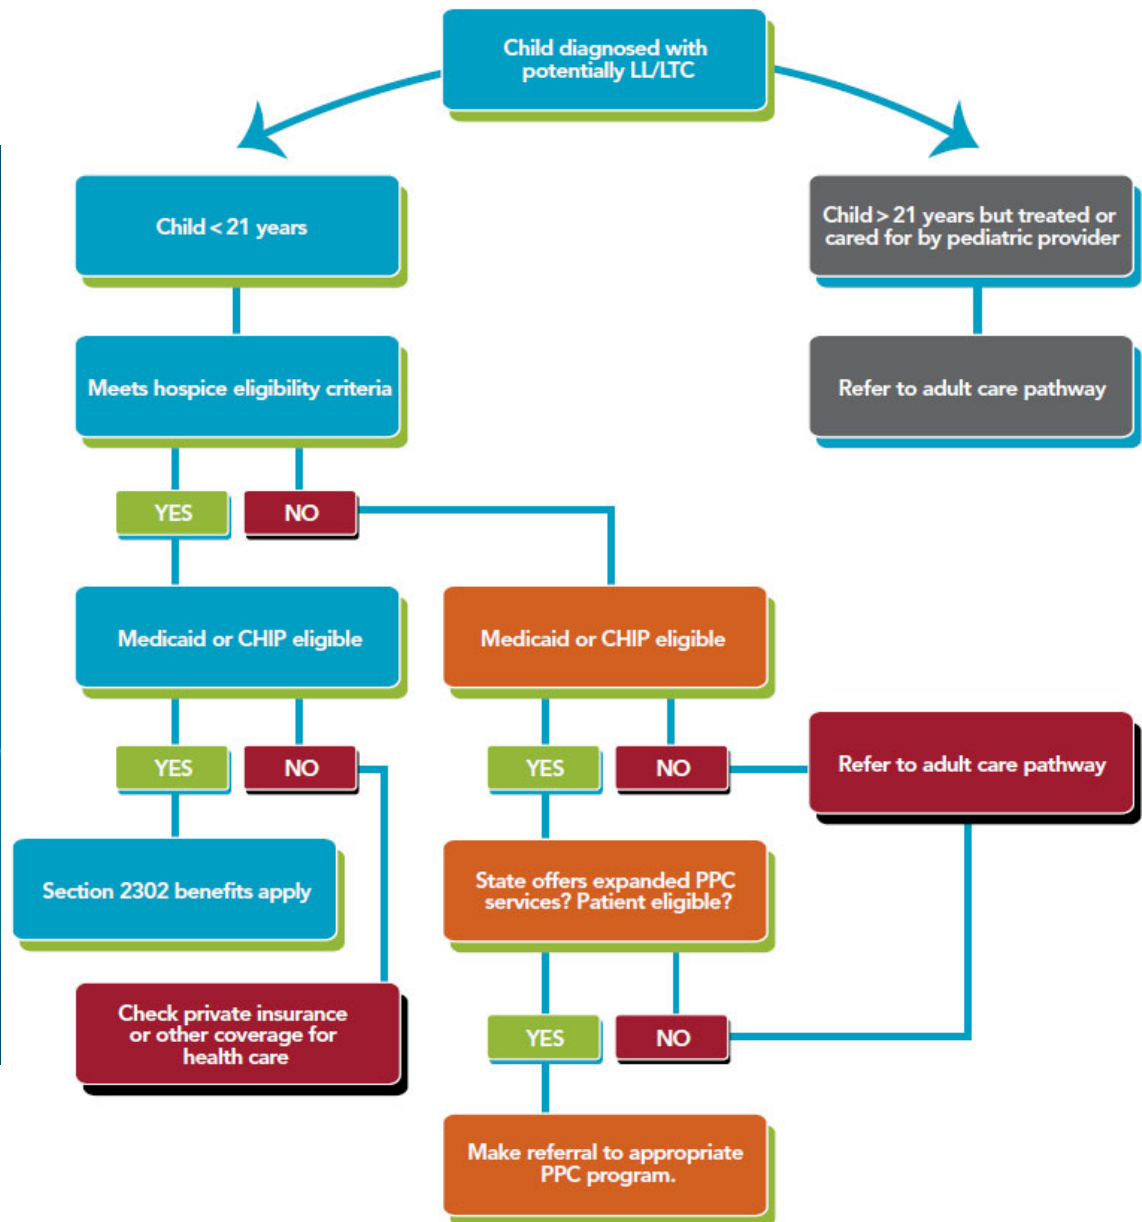 Child diagnosed with
potentially LL/LTC
Child < 21 years
Child > 21 years but treated or
cared for by pediatric provider
Meets hospice eligibility criteria
Refer to adult care pathway
YES
NO
Medicaid or CHIP eligible
Medicaid or CHIP eligible
YES
NO
YES
NO
Refer to adult care pathway
Section 2302 benefits apply
State offers expanded PPC
services? Patient eligible?
Check private insurance
or other coverage for
health care
YES
NO
Make referral to appropriate
PPC program.